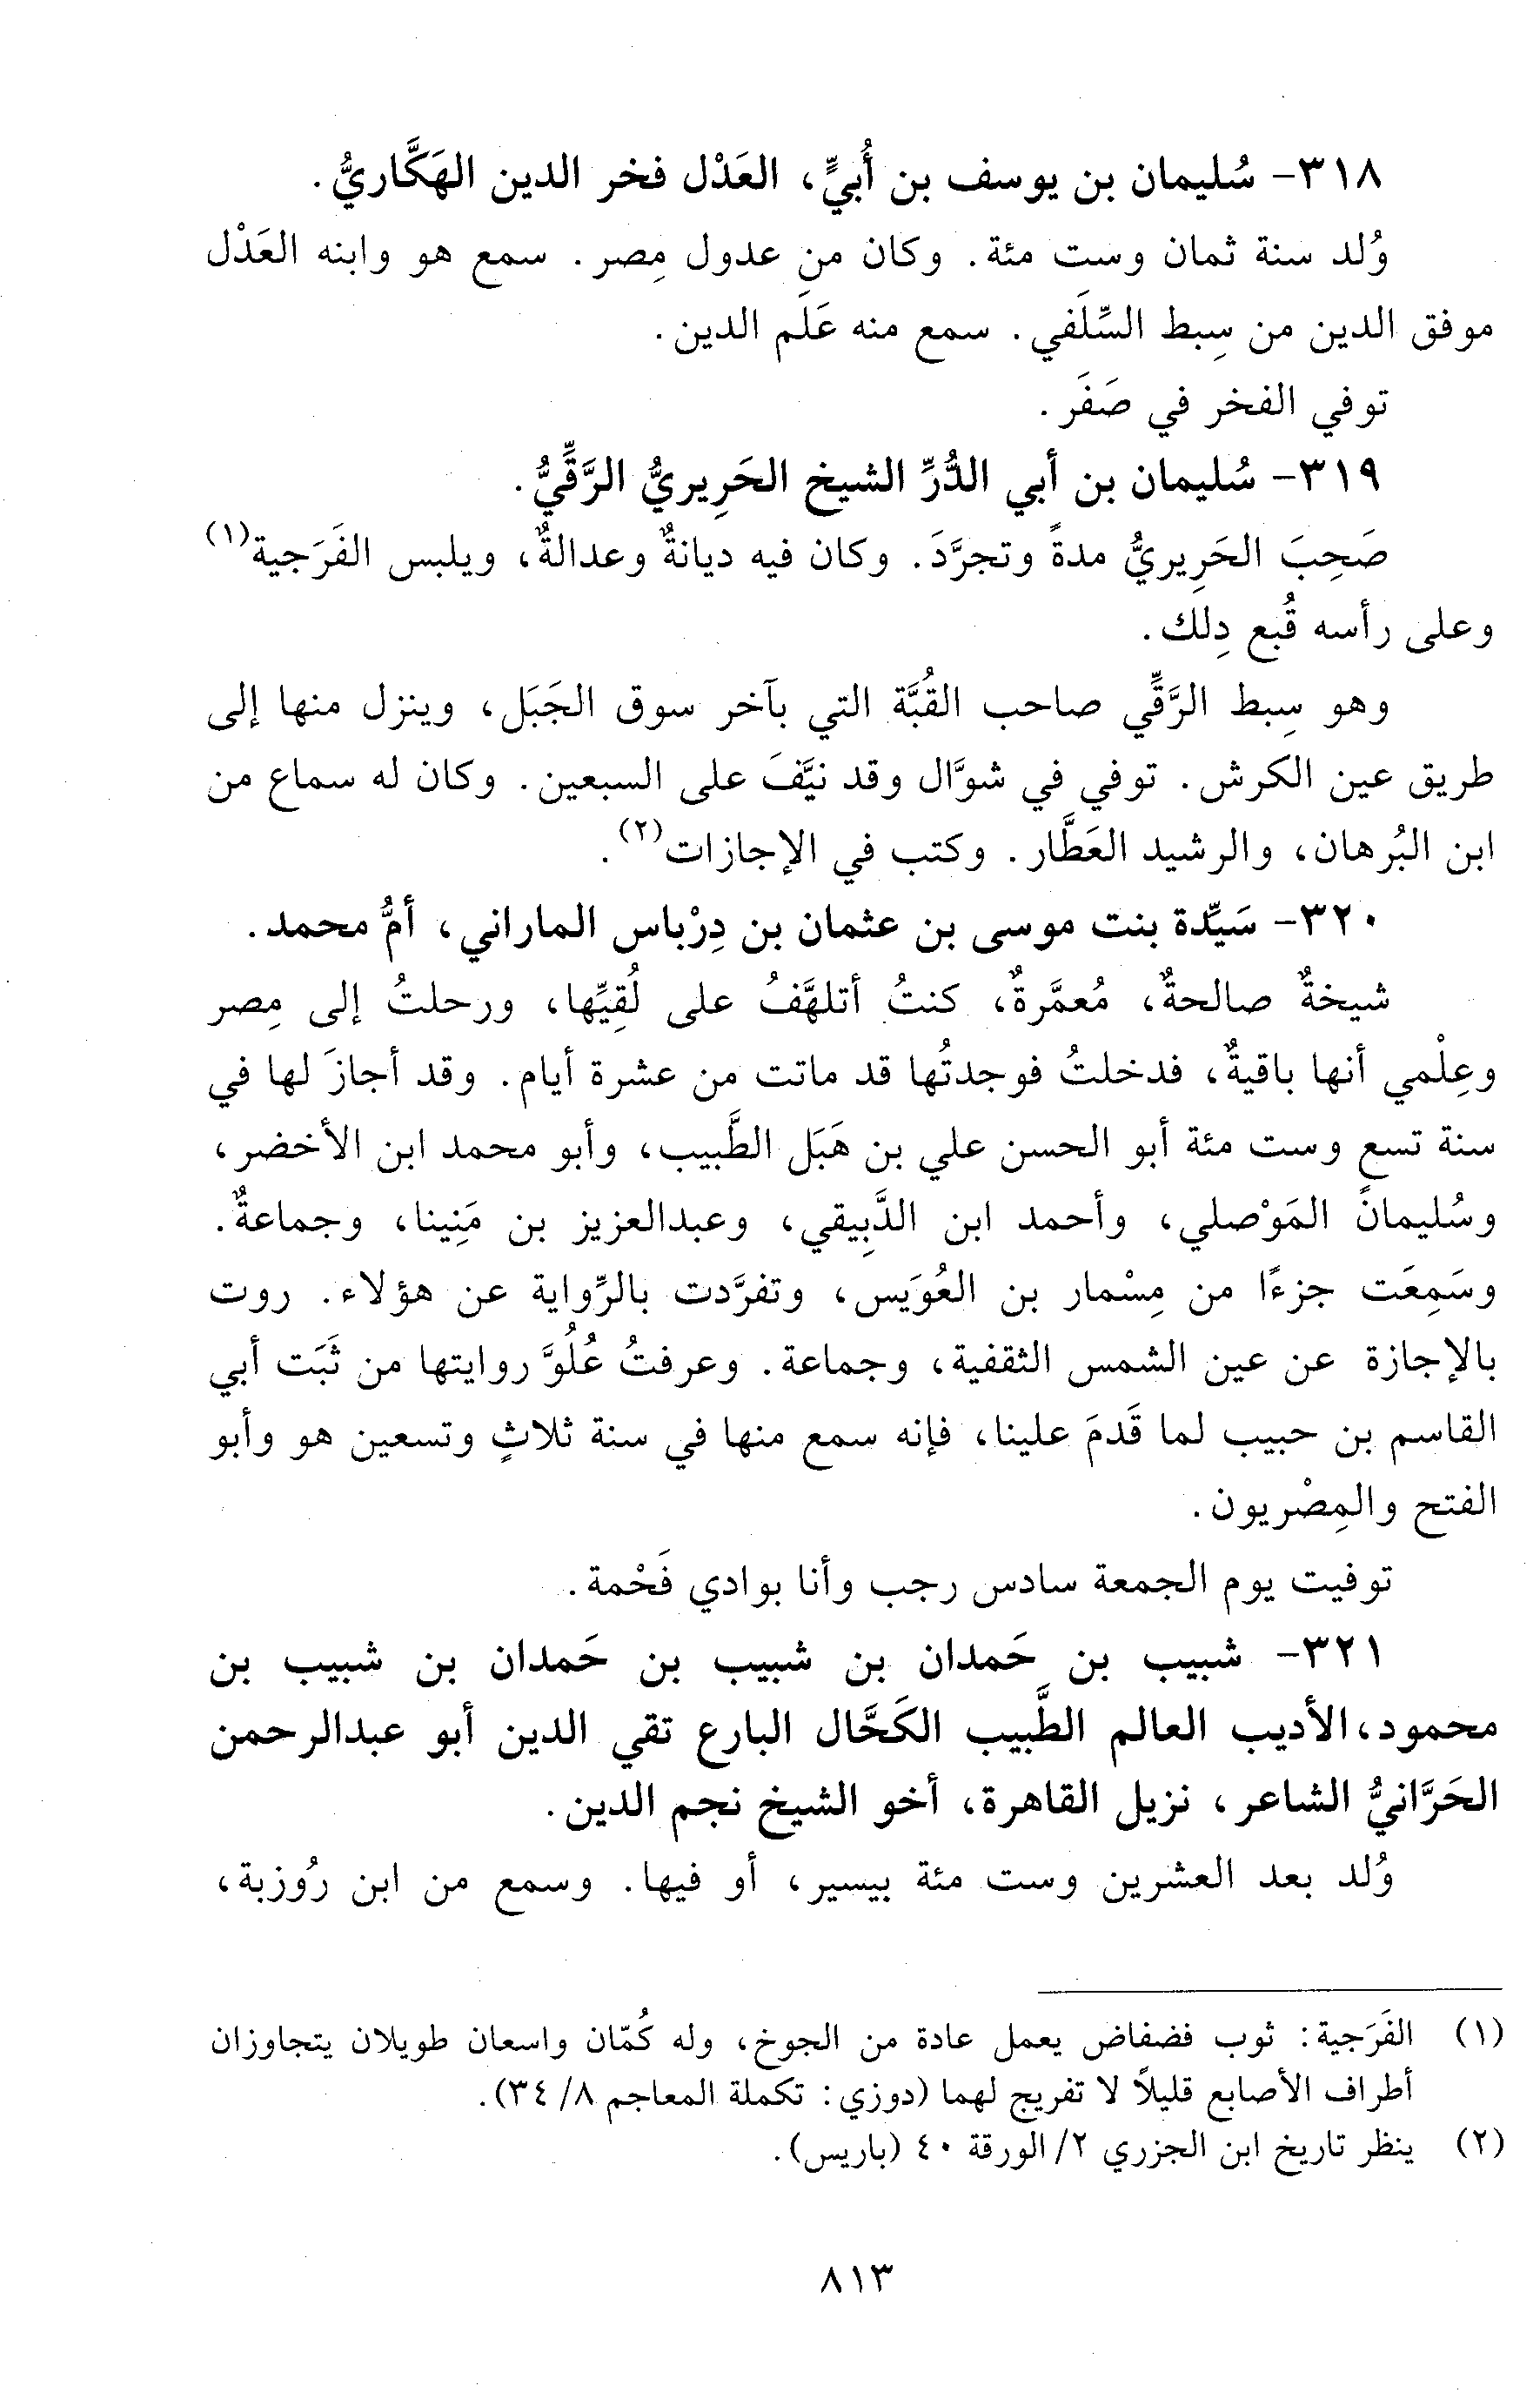 ٣١٨- سُليمان بن يوسف بن أُبيٍّ، العَدْل فخر الدين الهَكَّاريُّ.
وُلد سنة ثمان وست مئة. وكان من عدول مِصر. سمع هو وابنه العَدْل
موفق الدين من سِبط السِّلَفي. سمع منه عَلَم الدين.
توفي الفخر في صَفَر.
٣١٩- سُليمان بن أبي الدُّرِّ الشيخ الحَرِيريُّ الرَّقِّيُّ.
صَحِبَ الحَرِيريُّ مدةً وتجرَّدَ. وكان فيه ديانةٌ وعدالةٌ، ويلبس الفَرَجية(١)
وعلى رأسه قُبع دِلك.
وهو سِبط الرَّقِّي صاحب القُبَّة التي بآخر سوق الجَبَل، وينزل منها إلى
طريق عين الكرش. توفي في شوَّال وقد نيَّفَ على السبعين. وكان له سماع من
ابن البُرهان، والرشيد العَطَّار. وكتب في الإجازات(٢).
٣٢٠- سَيِّدة بنت موسى بن عثمان بن دِرْباس الماراني، أمُّ محمد.
شيخةٌ صالحةٌ، مُعمَّرةٌ، كنتُ أتلهَّفُ على لُقِيِّها، ورحلتُ إلى مِصر
وعِلْمي أنها باقيةٌ، فدخلتُ فوجدتُها قد ماتت من عشرة أيام. وقد أجازَ لها في
سنة تسع وست مئة أبو الحسن علي بن هَبَل الطَّبيب، وأبو محمد ابن الأخضر،
وسُليمانً المَوْصلي، وأحمد ابن الدَّبِيقي، وعبدالعزيز بن مَنِينا، وجماعةٌ.
وسَمِعَت جزءًا من مِسْمار بن العُوَيس، وتفرَّدت بالرِّواية عن هؤلاء. روت
بالإجازة عن عين الشمس الثقفية، وجماعة. وعرفتُ عُلُوَّ روايتها من ثَبَت أبي
القاسم بن حبيب لما قَدمَ علينا، فإنه سمع منها في سنة ثلاثٍ وتسعين هو وأبو
الفتح والمِصْريون.
توفيت يوم الجمعة سادس رجب وأنا بوادي فَحْمة.
٣٢١- شبيب بن حَمدان بن شبيب بن حَمدان بن شبيب بن
محمود،الأديب العالم الطَّبيب الكَحَّال البارع تقي الدين أبو عبدالرحمن
الحَرَّانيُّ الشاعر، نزيل القاهرة، أخو الشيخ نجم الدين.
وُلد بعد العشرين وست مئة بيسير، أو فيها. وسمع من ابن رُوزبة،
(١) الفَرَجية: ثوب فضفاض يعمل عادة من الجوخ، وله كُمّان واسعان طويلان يتجاوزان
أطراف الأصابع قليلاً لا تفريج لهما (دوزي: تكملة المعاجم ٨/ ٣٤).
(٢) ينظر تاريخ ابن الجزري ٢/ الورقة ٤٠ (باريس).
٨١٣